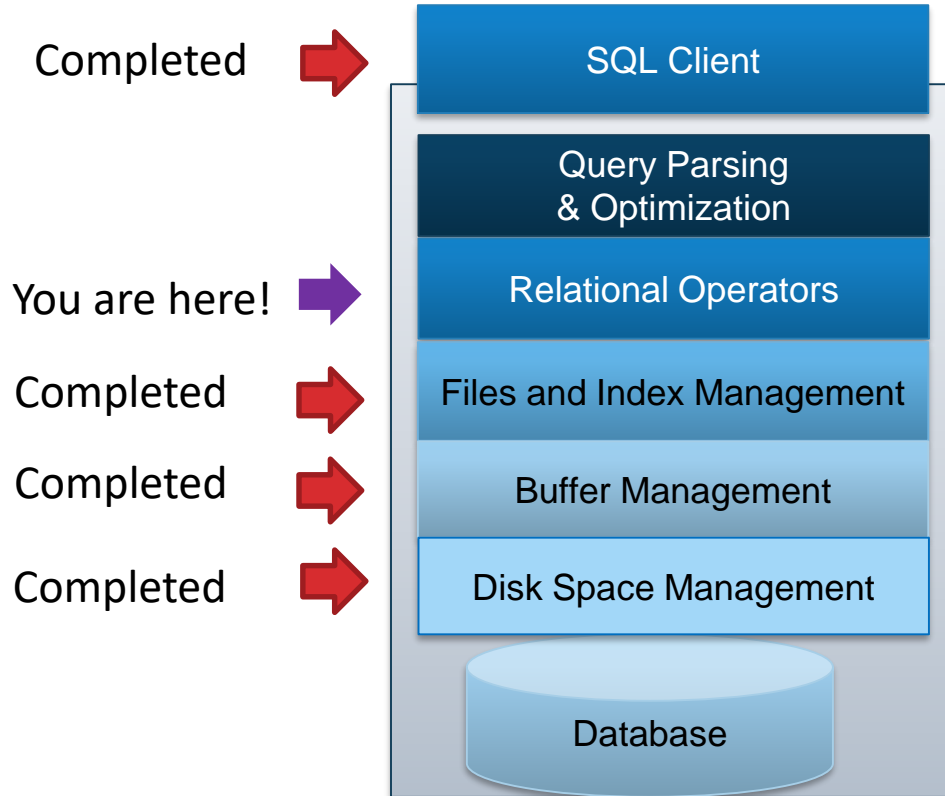 Completed
SQL Client
Query Parsing
& Optimization
You are here!
Relational Operators
Completed
Files and Index Management
Completed
Buffer Management
Completed
Disk Space Management
Database